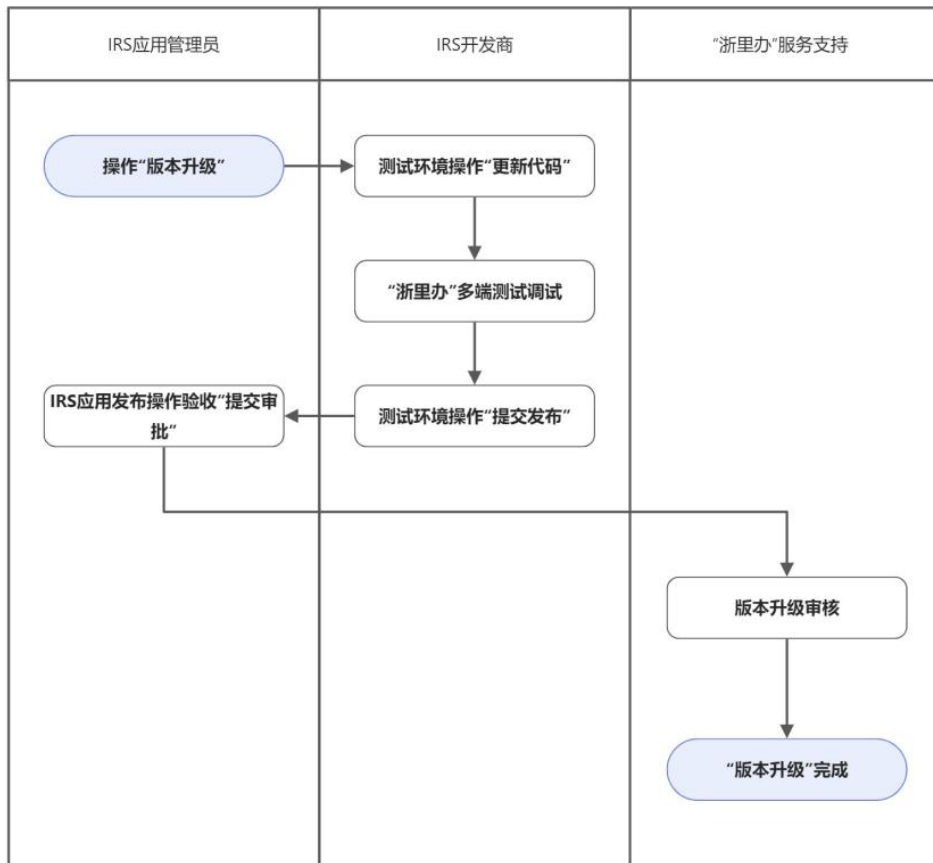 IRS应用管理员
IRS开发商
“浙里办”服务支持
操作“版本升级”
测试环境操作“更新代码”
“浙里办”多端测试调试
IRS应用发布操作验收“提交审
批“
测试环境操作“提交发布”
版本升级审核
“版本升级”完成